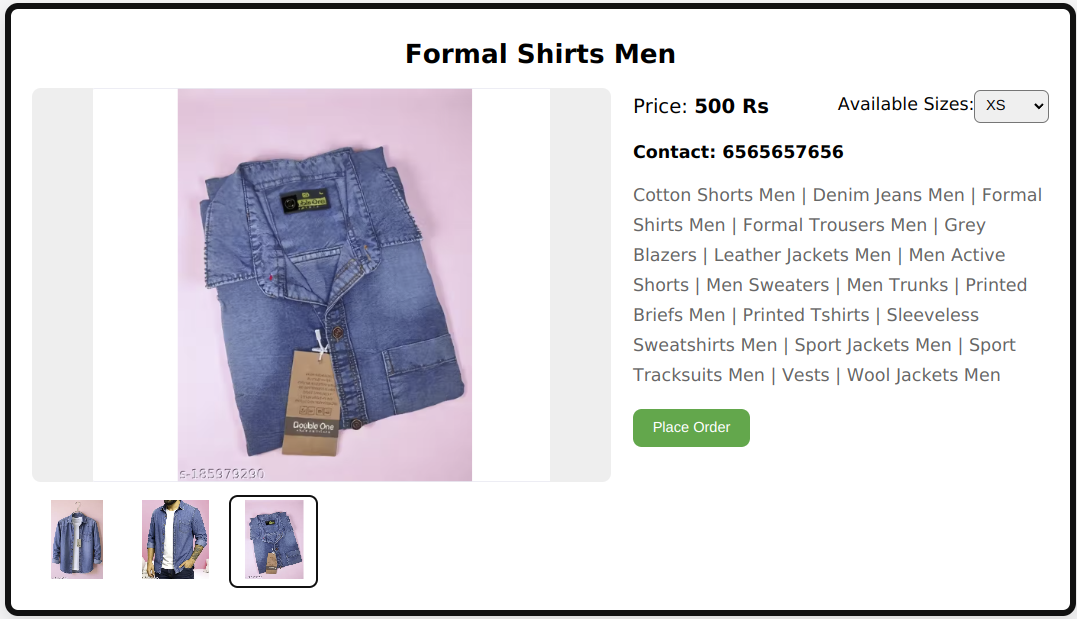 Formal Shirts Men
Price: 500 Rs
Available Sizes: XS
Contact: 6565657656
Cotton Shorts Men | Denim Jeans Men | Formal
Shirts Men | Formal Trousers Men | Grey
Blazers | Leather Jackets Men | Men Active
Shorts | Men Sweaters | Men Trunks | Printed
Briefs Men | Printed Tshirts | Sleeveless
Sweatshirts Men | Sport Jackets Men | Sport
Tracksuits Men | Vests | Wool Jackets Men
Place Order
Double One
s-185979290